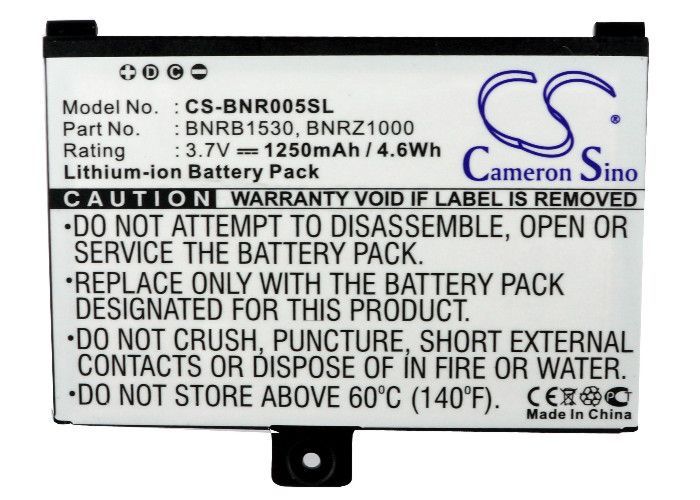 + D C -
Model No. : CS-BNR005SL
Part No. : BNRB1530, BNRZ1000
Rating : 3.7V ⎓ 1250mAh / 4.6Wh
Lithium-ion Battery Pack
CS
Cameron Sino
CAUTION WARRANTY VOID IF LABEL IS REMOVED
•DO NOT ATTEMPT TO DISASSEMBLE, OPEN OR
SERVICE THE BATTERY PACK.
•REPLACE ONLY WITH THE BATTERY PACK
DESIGNATED FOR THIS PRODUCT.
•DO NOT CRUSH, PUNCTURE, SHORT EXTERNAL
CONTACTS OR DISPOSE OF IN FIRE OR WATER.
•DO NOT STORE ABOVE 60°C (140°F).
CE PCT
Made In China